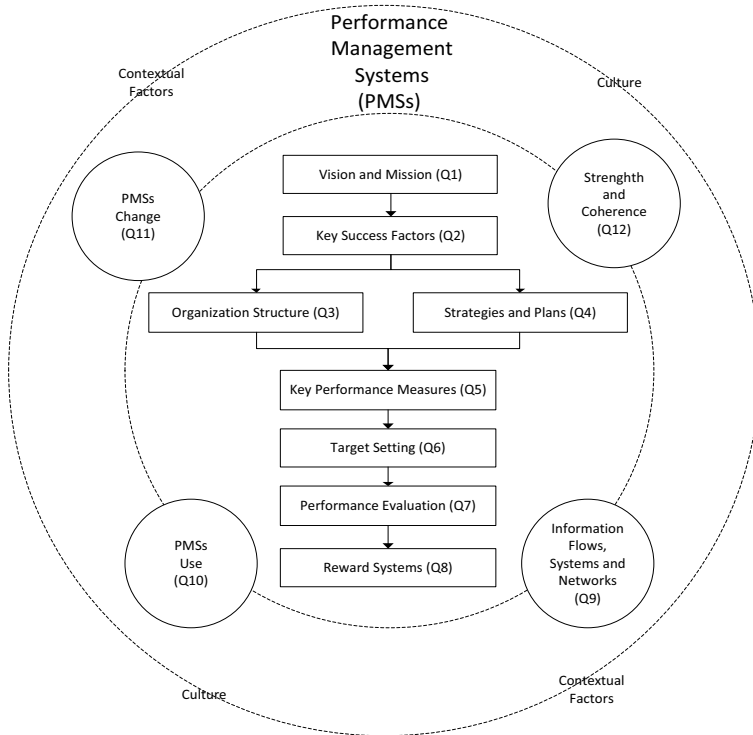 Performance
Management
Systems
(PMSs)
Contextual
Factors
Culture
PMSs
Change
(Q11)
Strenghth
and
Coherence
(Q12)
Vision and Mission (Q1)
Key Success Factors (Q2)
Organization Structure (Q3)
Strategies and Plans (Q4)
Key Performance Measures (Q5)
Target Setting (Q6)
Performance Evaluation (Q7)
Reward Systems (Q8)
PMSs
Use
(Q10)
Information
Flows,
Systems and
Networks
(Q9)
Culture
Contextual
Factors